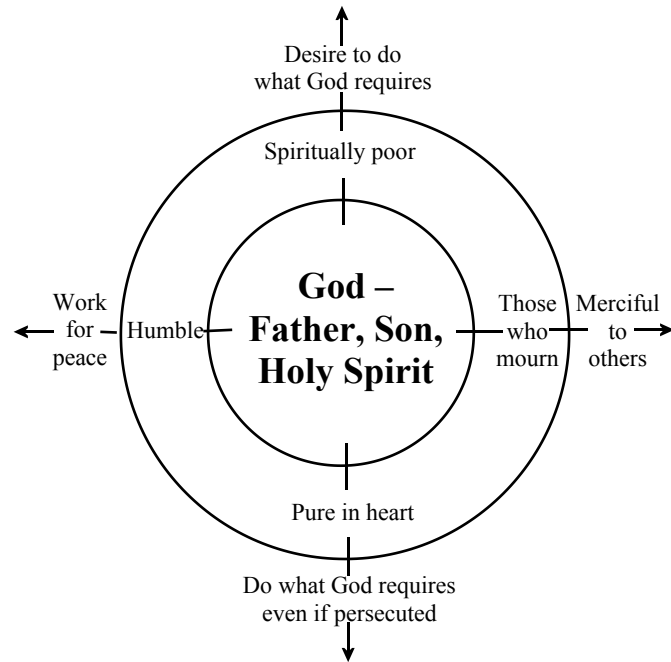 Desire to do
what God requires
Spiritually poor
Work
for
peace
Humble
God –
Father, Son,
Holy Spirit
Those
who
mourn
Merciful
to
others
Pure in heart
Do what God requires
even if persecuted